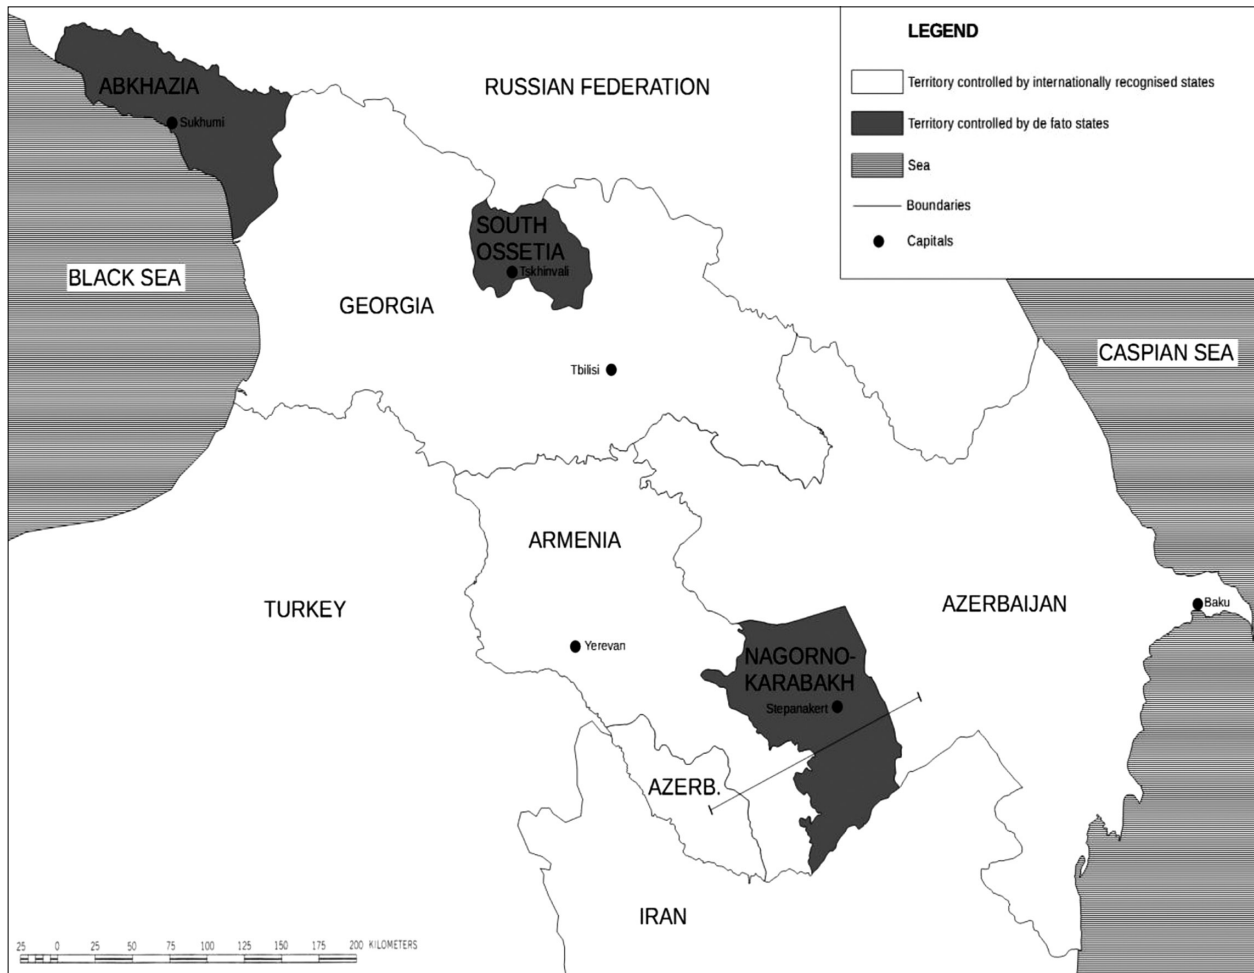 LEGEND
Territory controlled by internationally recognised states
Territory controlled by de fato states
Sea
Boundaries
Capitals
ABKHAZIA
Sukhumi
RUSSIAN FEDERATION
SOUTH
OSSETIA
Tskhinvali
BLACK SEA
GEORGIA
CASPIAN SEA
Tbilisi
ARMENIA
TURKEY
AZERBAIJAN
Baku
Yerevan
NAGORNO-
KARABAKH
Stepanakert
AZERB.
IRAN
25 0 25 50 75 100 125 150 175 200 KILOMETERS